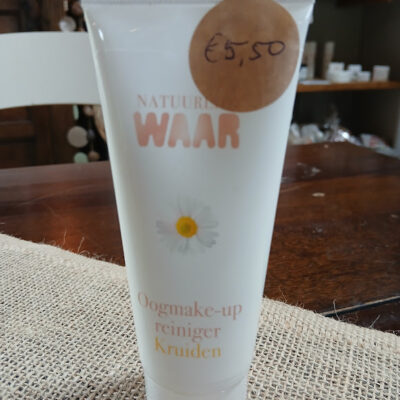 €5,50
WAAR
Oogmake-up
reiniger
Kruiden